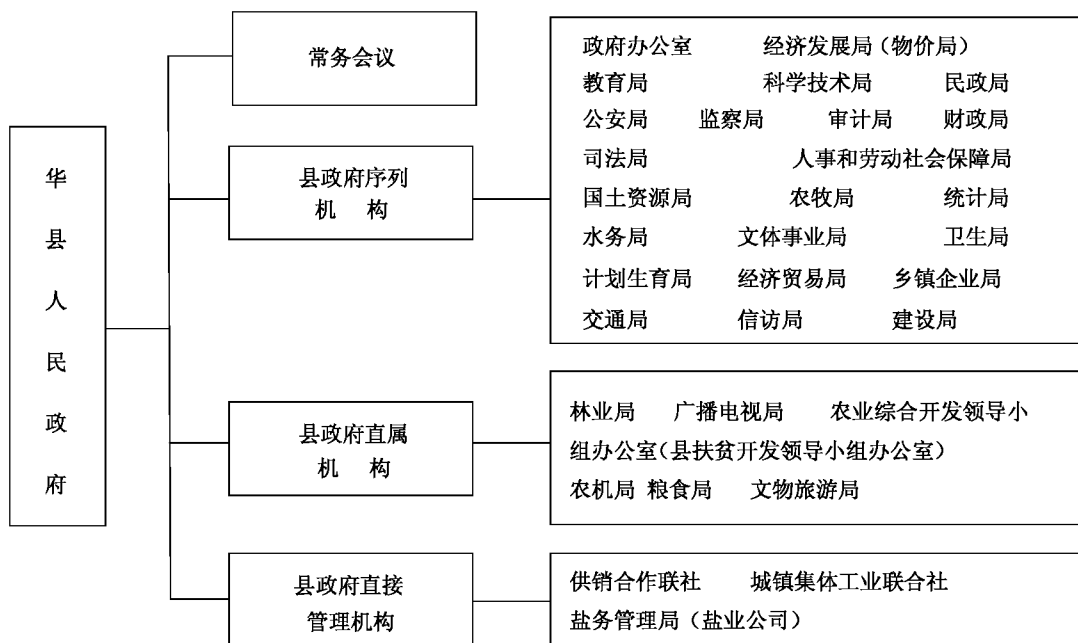 华县人民政府
常务会议
县政府序列
机 构
政府办公室 经济发展局（物价局）
教育局 科学技术局 民政局
公安局 监察局 审计局 财政局
司法局 人事和劳动社会保障局
国土资源局 农牧局 统计局
水务局 文体事业局 卫生局
计划生育局 经济贸易局 乡镇企业局
交通局 信访局 建设局
县政府直属
机 构
林业局 广播电视局 农业综合开发领导小
组办公室（县扶贫开发领导小组办公室）
农机局 粮食局 文物旅游局
县政府直接
管理机构
供销合作联社 城镇集体工业联合社
盐务管理局（盐业公司）